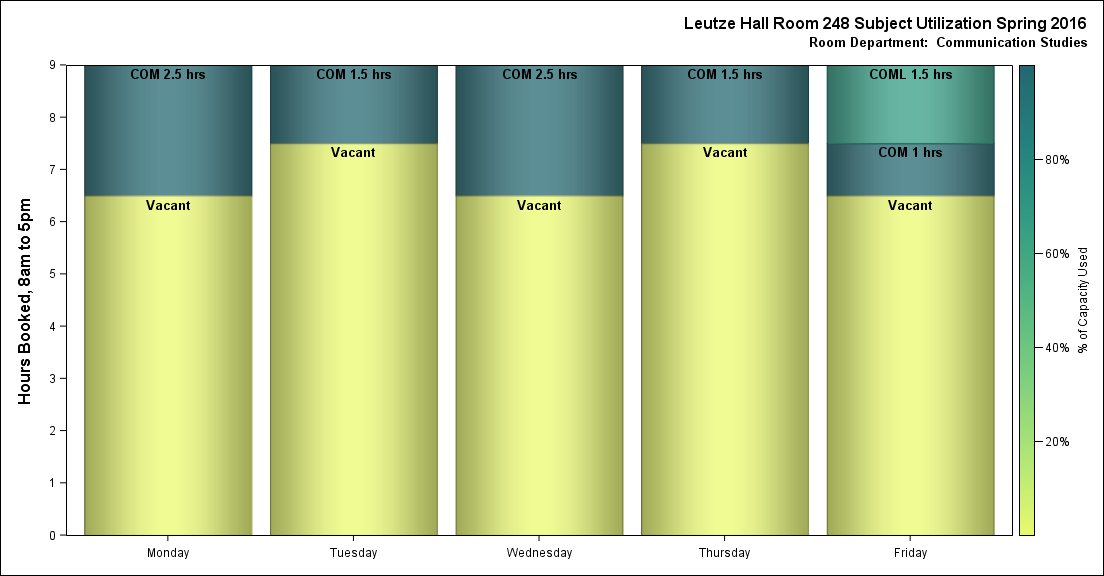 Leutze Hall Room 248 Subject Utilization Spring 2016
Room Department:  Communication Studies
Hours Booked, 8am to 5pm
9
8
7
6
5
4
3
2
1
0
COM 2.5 hrs
Vacant
COM 1.5 hrs
Vacant
COM 2.5 hrs
Vacant
COM 1.5 hrs
Vacant
COML 1.5 hrs
COM 1 hrs
Vacant
Monday
Tuesday
Wednesday
Thursday
Friday
80%
60%
40%
20%
% of Capacity Used